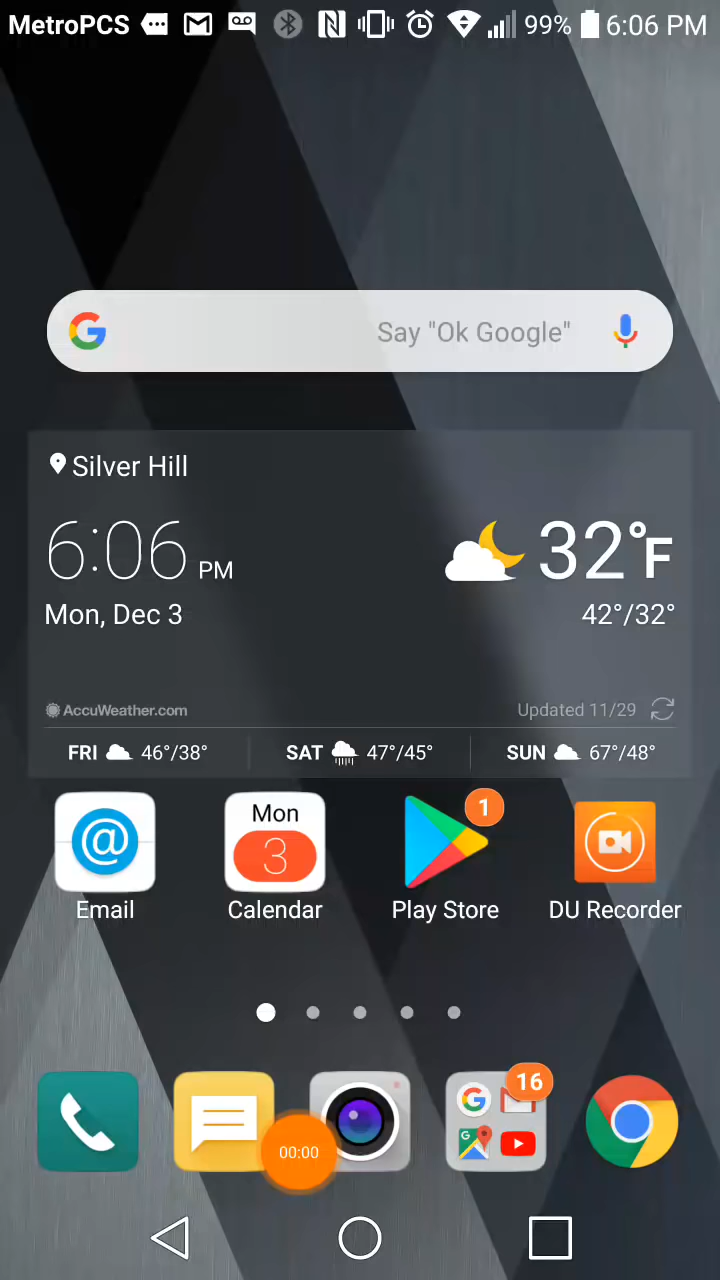 MetroPCS 99% 6:06 PM
Say "Ok Google"
Silver Hill
6:06 PM
32°F
Mon, Dec 3
42°/32°
AccuWeather.com
Updated 11/29
FRI 46°/38°
SAT 47°/45°
SUN 67°/48°
1
@
Mon
3
Email
Calendar
Play Store
DU Recorder
16
00:00